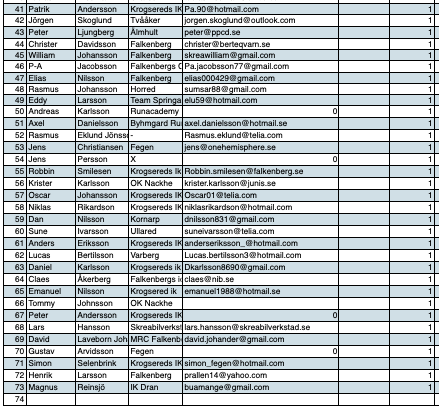 41 Patrik Andersson Krogsereds IK Pa.90@hotmail.com 1
42 Jörgen Skoglund Tvååker jorgen.skoglund@outlook.com 1
43 Peter Ljungberg Älmhult peter@ppcd.se 1
44 Christer Davidsson Falkenberg christer@berteqvarn.se 1
45 William Johansson Falkenberg skreawilliam@gmail.com 1
46 P-A Jacobsson Falkenbergs C Pa.jacobsson77@gmail.com 1
47 Elias Nilsson Falkenberg elias000429@gmail.com 1
48 Rasmus Johansson Horred sumsar88@gmail.com 1
49 Eddy Larsson Team Springa elu59@hotmail.com 1
50 Andreas Karlsson Runacademy 0 1
51 Axel Danielsson Byhmgard Ru axel.danielsson@hotmail.se 1
52 Rasmus Eklund Jönss - Rasmus.eklund@telia.com 1
53 Jens Christiansen Fegen jens@onehemisphere.se 1
54 Jens Persson X 0 1
55 Robbin Smilesen Krogsereds IK Robbin.smilesen@falkenberg.se 1
56 Krister Karlsson OK Nackhe krister.karlsson@junis.se 1
57 Oscar Johansson Krogsereds IK Oscar01@telia.com 1
58 Niklas Rikardson Krogsereds IK niklasrikardson@hotmail.com 1
59 Dan Nilsson Kornarp dnilsson831@gmail.com 1
60 Sune Ivarsson Ullared suneivarsson@telia.com 1
61 Anders Eriksson Krogsereds IK anderseriksson_@hotmail.com 1
62 Lucas Bertilsson Varberg Lucas.bertilsson3@hotmail.com 1
63 Daniel Karlsson Krogsereds ik Dkarlsson8690@gmail.com 1
64 Claes Åkerberg Falkenbergs i claes@nib.se 1
65 Emanuel Nilsson Krogsered ik emanuel1988@hotmail.se 1
66 Tommy Johnsson OK Nackhe 1
67 Peter Andersson Krogsereds IK 0 1
68 Lars Hansson Skreabilverkst lars.hansson@skreabilverkstad.se 1
69 David Laveborn Joh MRC Falkenb david.johander@gmail.com 1
70 Gustav Arvidsson Fegen 0 1
71 Simon Selenbrink Krogsereds IK simon_fegen@hotmail.com 1
72 Henrik Larsson Falkenberg prallen14@yahoo.com 1
73 Magnus Reinsjö IK Dran buamange@gmail.com 1
74